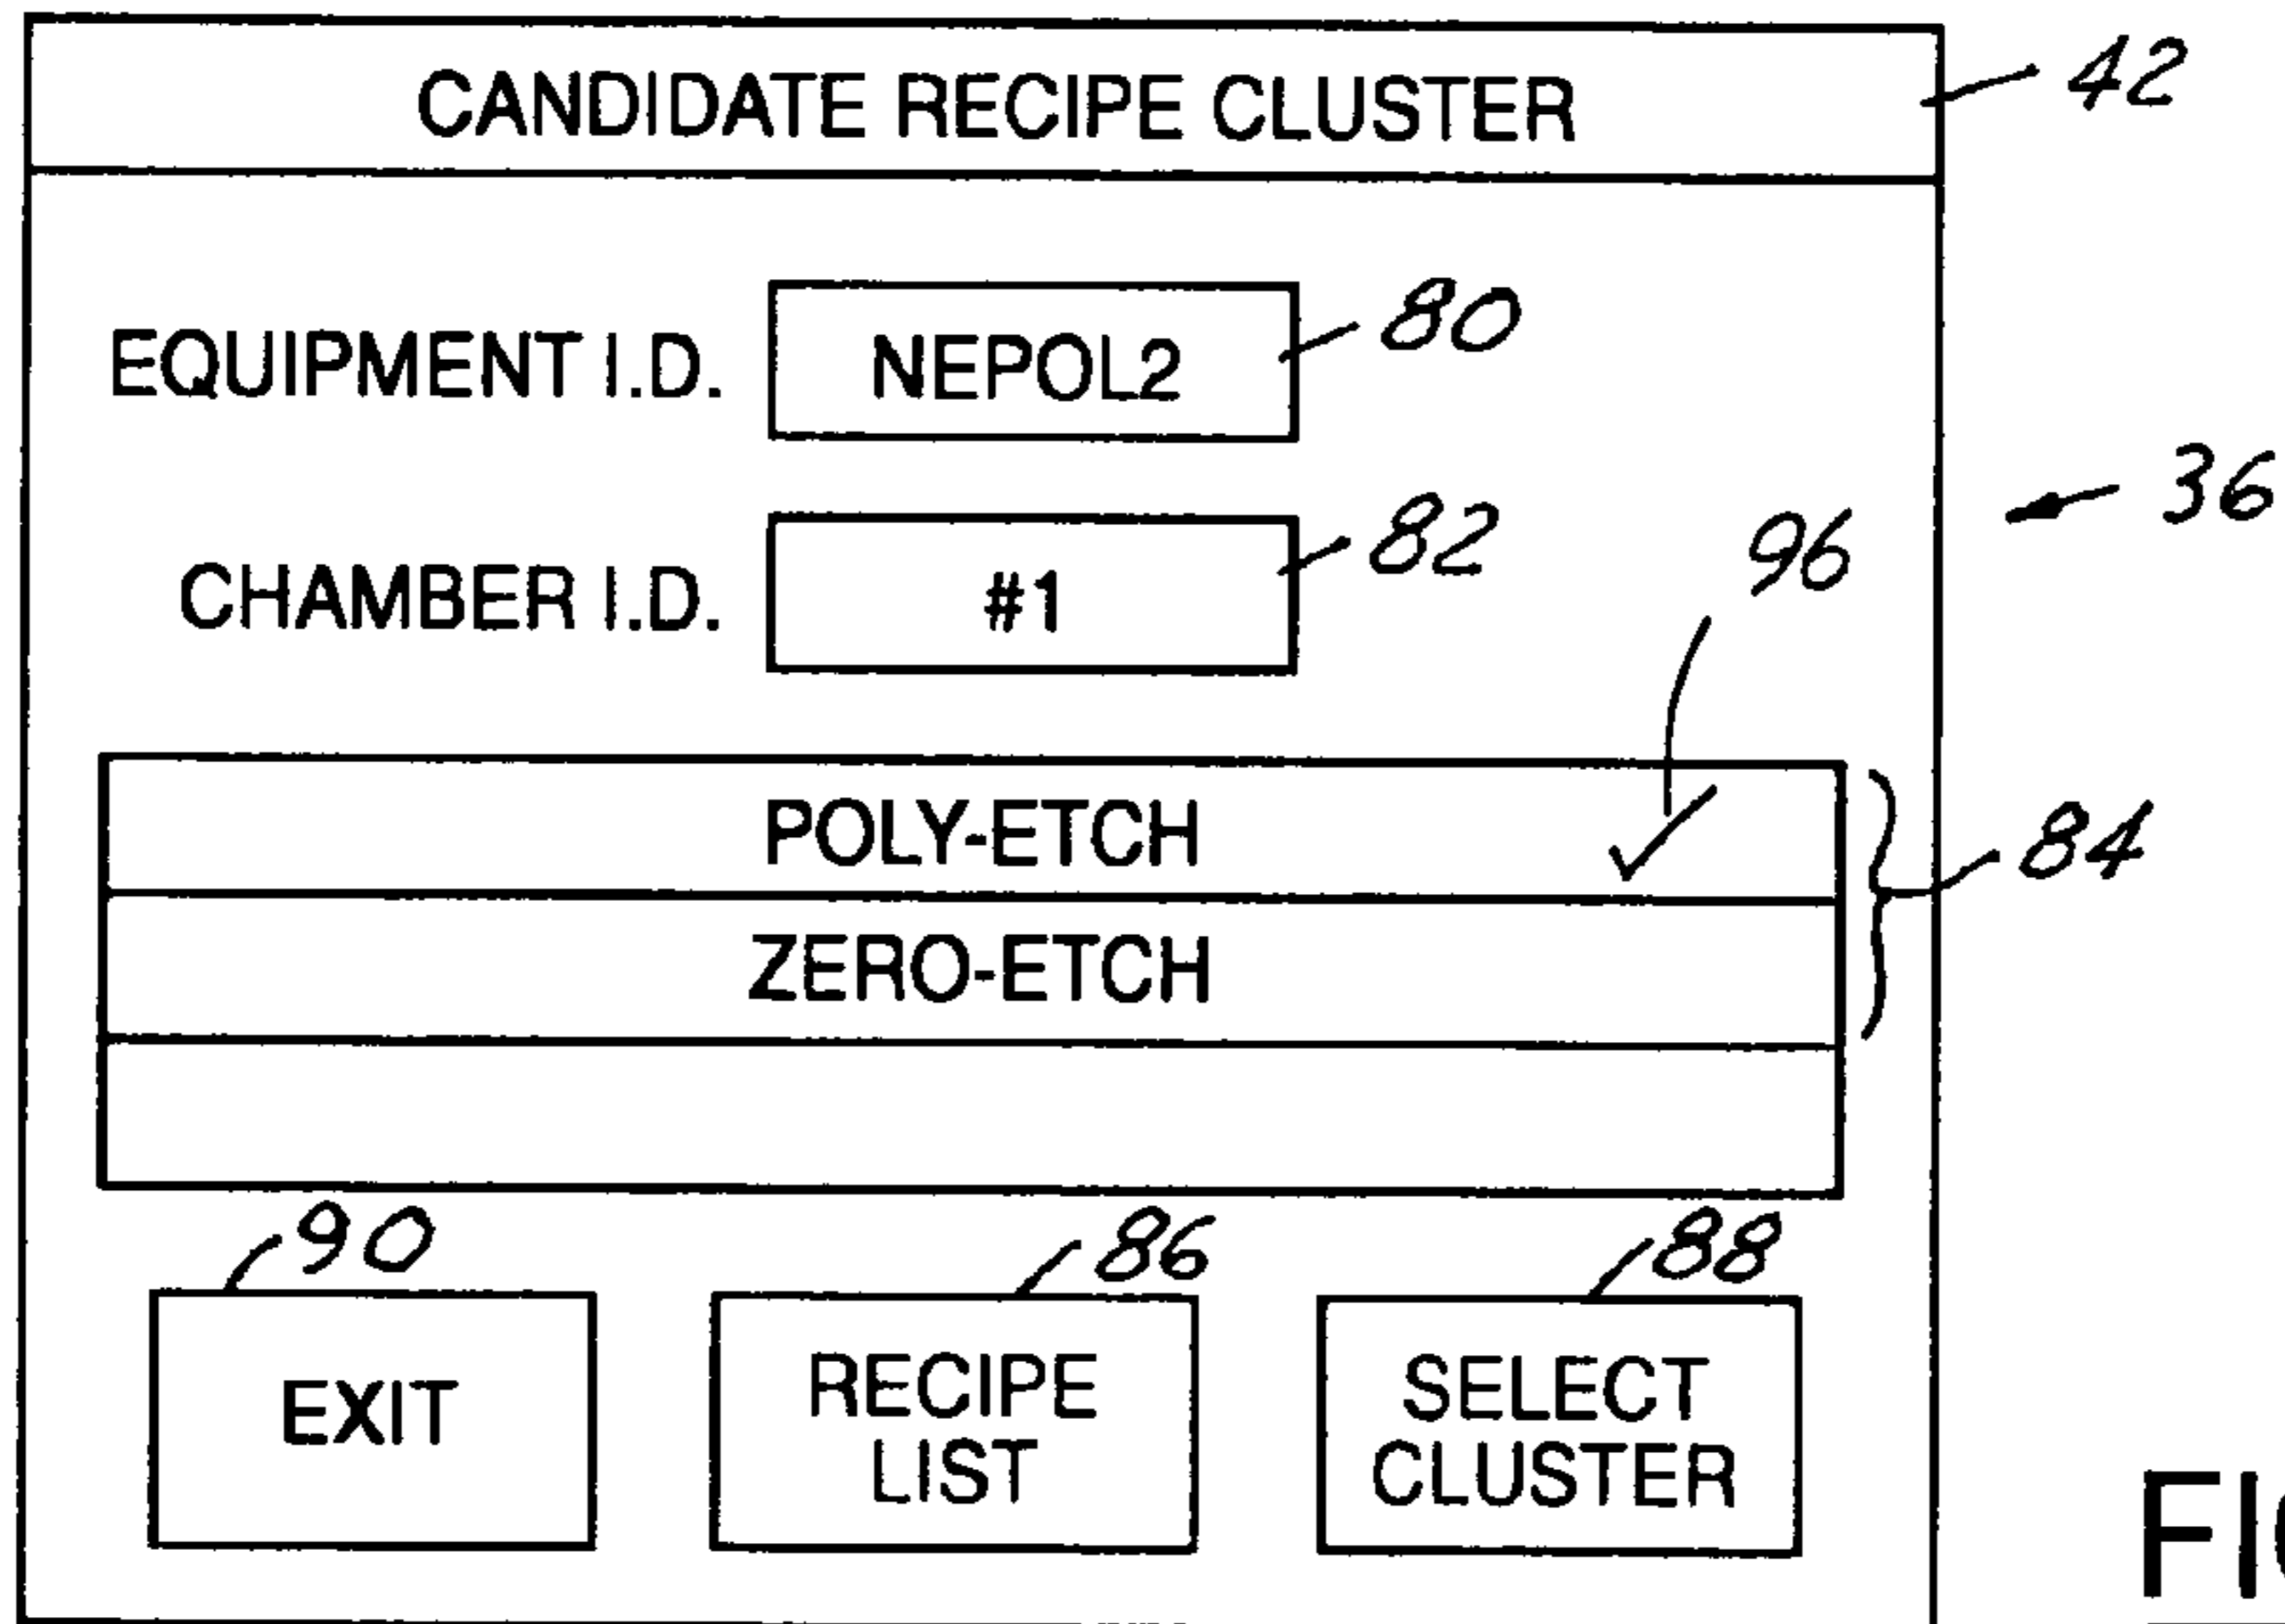 CANDIDATE RECIPE CLUSTER 42
EQUIPMENT I.D. NEPOL2 80
36
CHAMBER I.D. #1 82
96
POLY-ETCH
84
ZERO-ETCH
90 86 88
EXIT
RECIPE
LIST
SELECT
CLUSTER